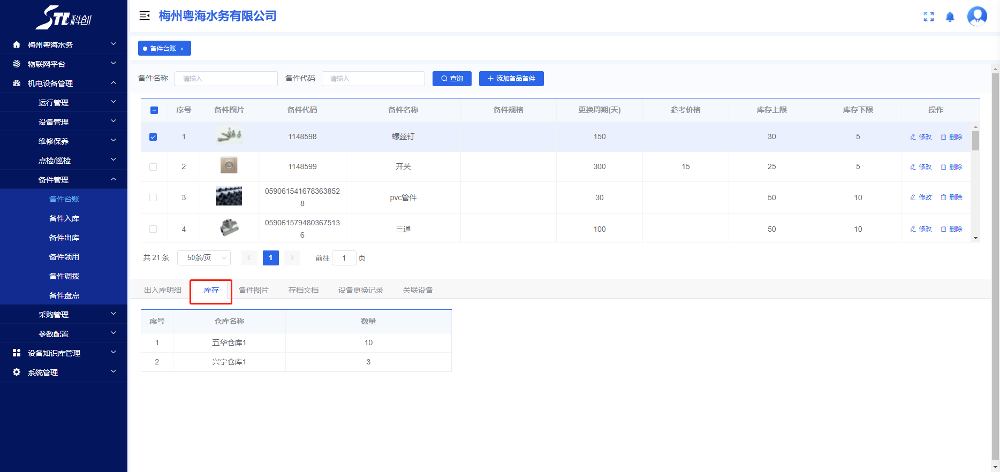 STC科创
梅州粤海水务有限公司
梅州粤海水务
物联网平台
机电设备管理
运行管理
设备管理
维修保养
点检/巡检
备件管理
备件台账
备件入库
备件出库
备件领用
备件调拨
备件盘点
采购管理
参数配置
设备知识库管理
系统管理
备件台账 ×
备件名称 请输入 备件代码 请输入 查询 添加备品备件
序号 备件图片 备件代码 备件名称 备件规格 更换周期(天) 参考价格 库存上限 库存下限 操作
1 1148598 螺丝钉 150 30 5 修改 删除
2 1148599 开关 300 15 25 5 修改 删除
3 059061541678363852 pvc管件 30 50 10 修改 删除
8
4 059061579480367513 三通 100 50 10 修改 删除
6
共 21 条 50条/页 1 前往 1 页
出入库明细 库存 备件图片 存档文档 设备更换记录 关联设备
序号 仓库名称 数量
1 五华仓库1 10
2 兴宁仓库1 3